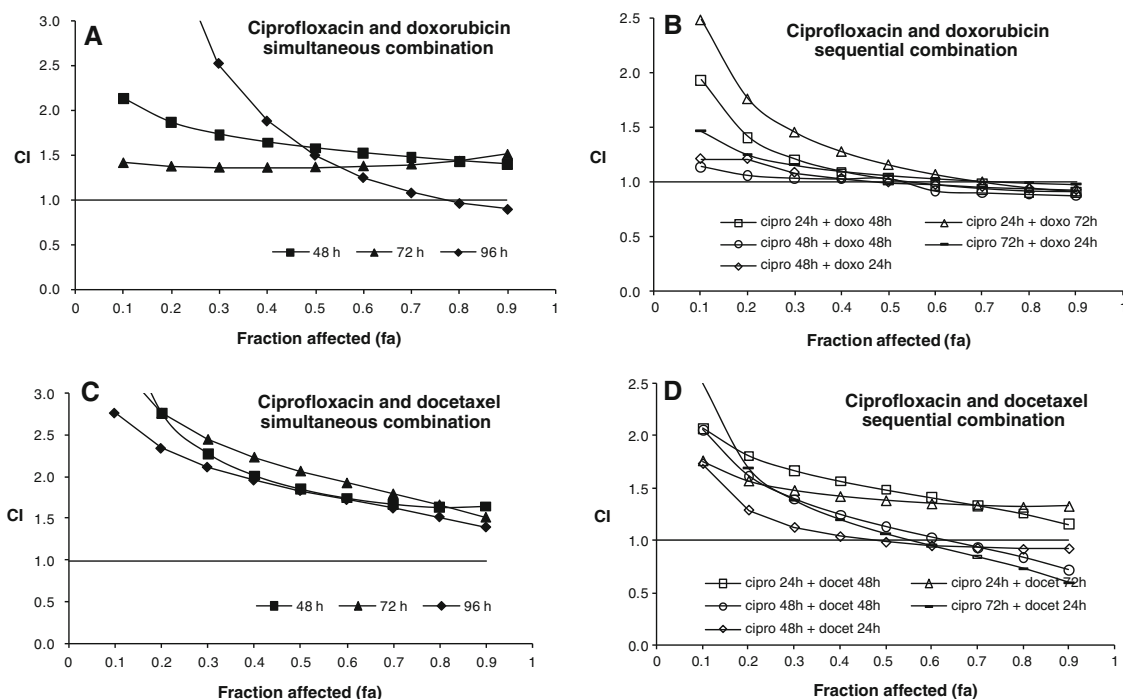 A
Ciprofloxacin and doxorubicin
simultaneous combination
3.0
2.5
2.0
1.5
1.0
0.5
0.0
CI
48 h
72 h
96 h
0 0.1 0.2 0.3 0.4 0.5 0.6 0.7 0.8 0.9 1
Fraction affected (fa)
B
Ciprofloxacin and doxorubicin
sequential combination
2.5
2.0
1.5
1.0
0.5
0.0
CI
cipro 24h + doxo 48h
cipro 24h + doxo 72h
cipro 48h + doxo 48h
cipro 72h + doxo 24h
cipro 48h + doxo 24h
0 0.1 0.2 0.3 0.4 0.5 0.6 0.7 0.8 0.9 1
Fraction affected (fa)
C
Ciprofloxacin and docetaxel
simultaneous combination
3.0
2.5
2.0
1.5
1.0
0.5
0.0
CI
48 h
72 h
96 h
0 0.1 0.2 0.3 0.4 0.5 0.6 0.7 0.8 0.9 1
Fraction affected (fa)
D
Ciprofloxacin and docetaxel
sequential combination
2.5
2.0
1.5
1.0
0.5
0.0
CI
cipro 24h + docet 48h
cipro 24h + docet 72h
cipro 48h + docet 48h
cipro 72h + docet 24h
cipro 48h + docet 24h
0 0.1 0.2 0.3 0.4 0.5 0.6 0.7 0.8 0.9 1
Fraction affected (fa)